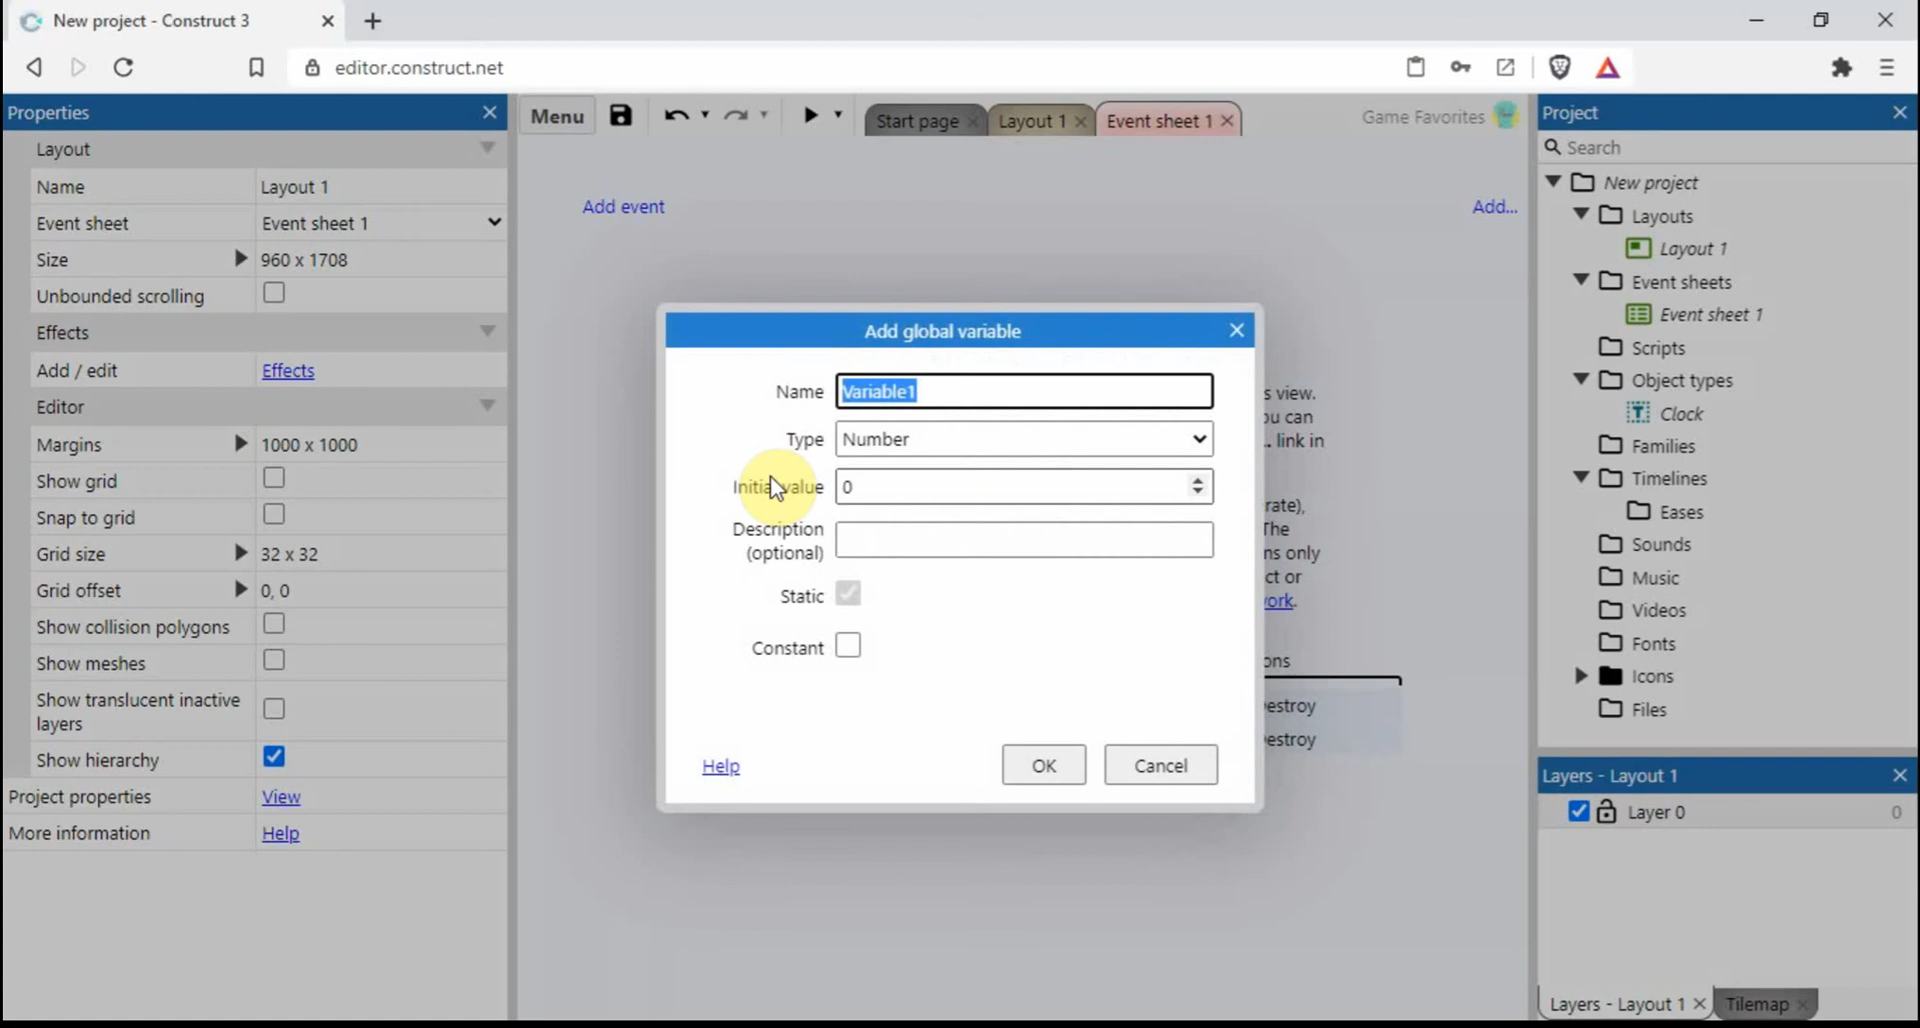 New project - Construct 3
editor.construct.net
Properties
Layout
Name Layout 1
Event sheet Event sheet 1
Size 960 x 1708
Unbounded scrolling
Effects
Add / edit Effects
Editor
Margins 1000 x 1000
Show grid
Snap to grid
Grid size 32 x 32
Grid offset 0, 0
Show collision polygons
Show meshes
Show translucent inactive
layers
Show hierarchy
Project properties View
More information Help
Menu
Start page Layout 1 Event sheet 1
Game Favorites
Add event Add...
s view.
ou can
... link in
rate),
The
ns only
ct or
work.
ons
estroy
estroy
Add global variable
Name Variable1
Type Number
Initial value 0
Description
(optional)
Static
Constant
Help OK Cancel
Project
Search
New project
Layouts
Layout 1
Event sheets
Event sheet 1
Scripts
Object types
Clock
Families
Timelines
Eases
Sounds
Music
Videos
Fonts
Icons
Files
Layers - Layout 1
Layer 0 0
Layers - Layout 1 Tilemap